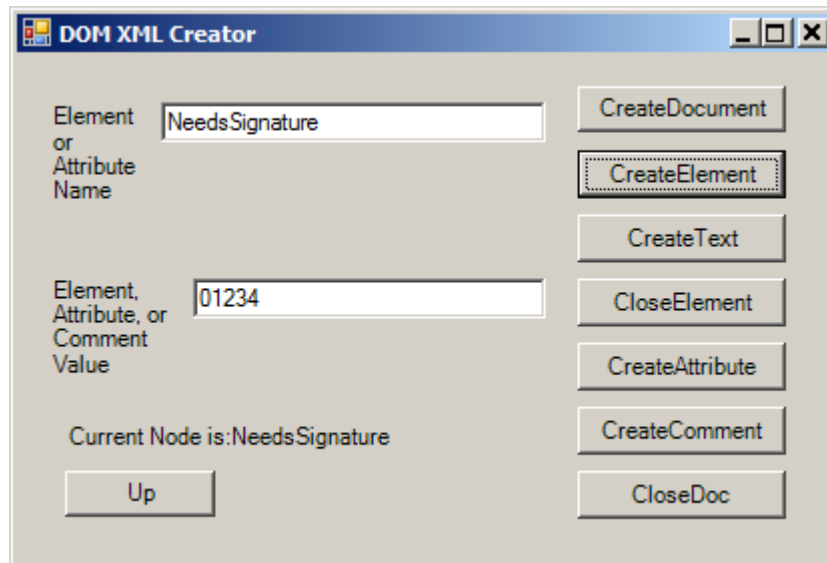 DOM XML Creator
Element
or
Attribute
Name
NeedsSignature
CreateDocument
CreateElement
CreateText
Element,
Attribute, or
Comment
Value
01234
CloseElement
CreateAttribute
Current Node is:NeedsSignature
CreateComment
Up
CloseDoc